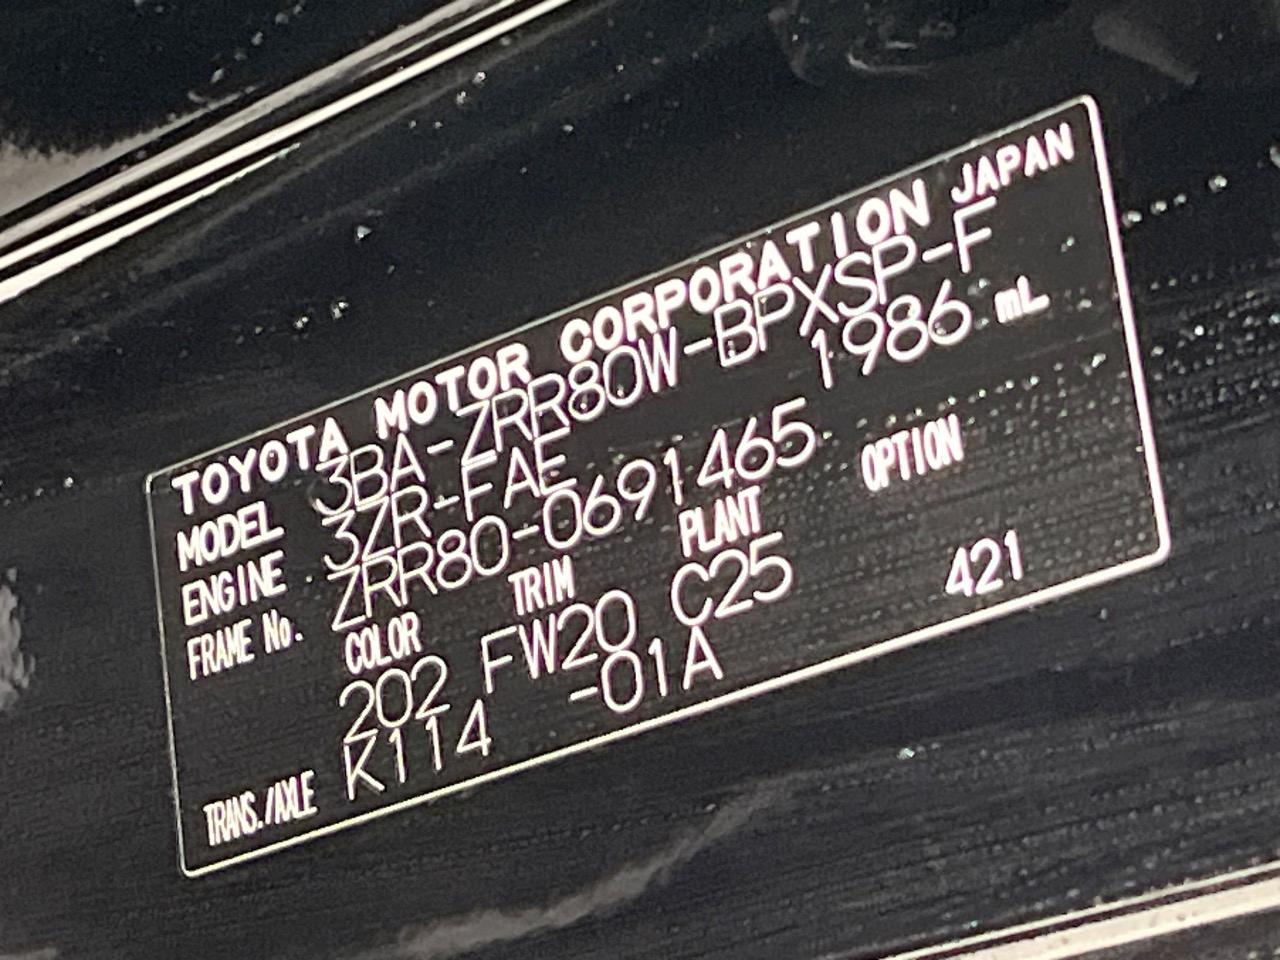 TOYOTA MOTOR CORPORATION JAPAN
MODEL 3BA-ZRR80W-BPXSP-F
ENGINE 3ZR-FAE 1986 mL
FRAME No. ZRR80-0691465
COLOR TRIM PLANT OPTION
202 FW20 C25 421
TRANS./AXLE K114 -01A